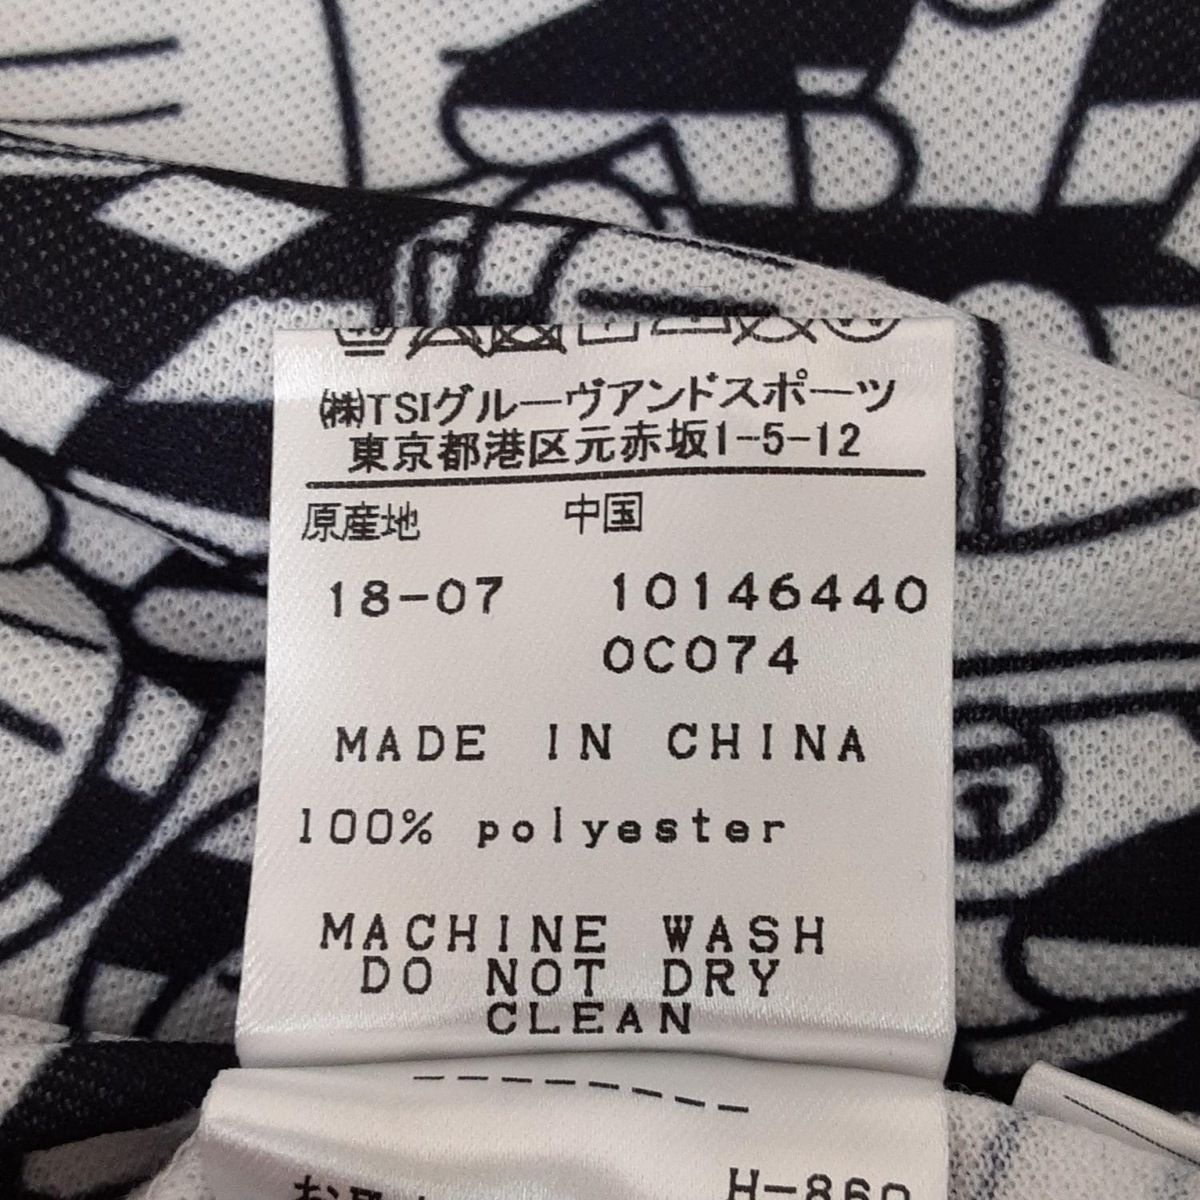 ㈱TSIグルーヴアンドスポーツ
東京都港区元赤坂1-5-12
原産地 中国
18-07 10146440
0C074
MADE IN CHINA
100% polyester
MACHINE WASH
DO NOT DRY
CLEAN
H-860